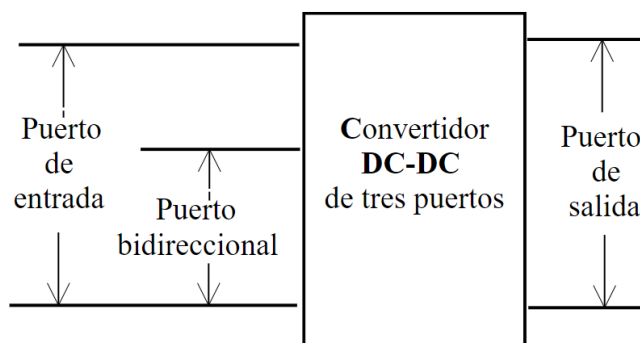 Puerto
de
entrada
Puerto
bidireccional
Convertidor
DC-DC
de tres puertos
Puerto
de
salida